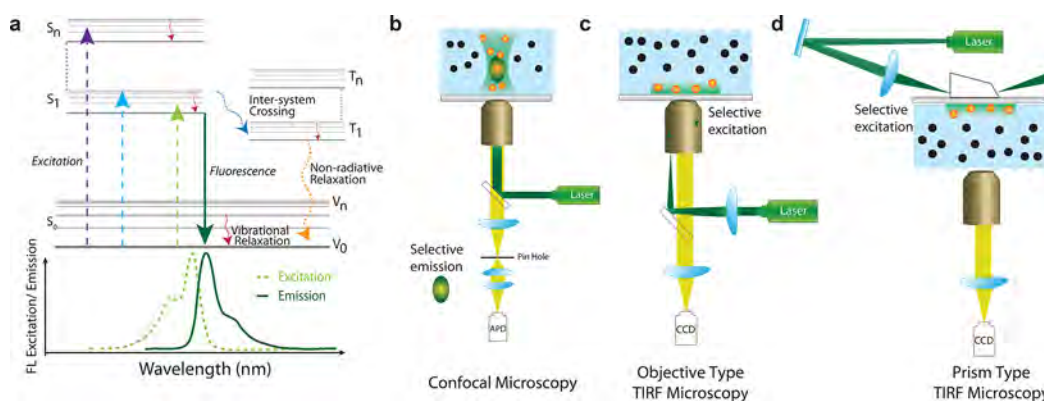 a
Sn
S1
Tn
Inter-system
Crossing
T1
Excitation
Fluorescence
Non-radiative
Relaxation
Vn
S0
Vibrational
Relaxation
V0
FL Excitation/ Emission
Excitation
Emission
Wavelength (nm)
b
Laser
Selective
emission
Pin Hole
APD
Confocal Microscopy
c
Selective
excitation
Laser
CCD
Objective Type
TIRF Microscopy
d
Laser
Selective
excitation
CCD
Prism Type
TIRF Microscopy